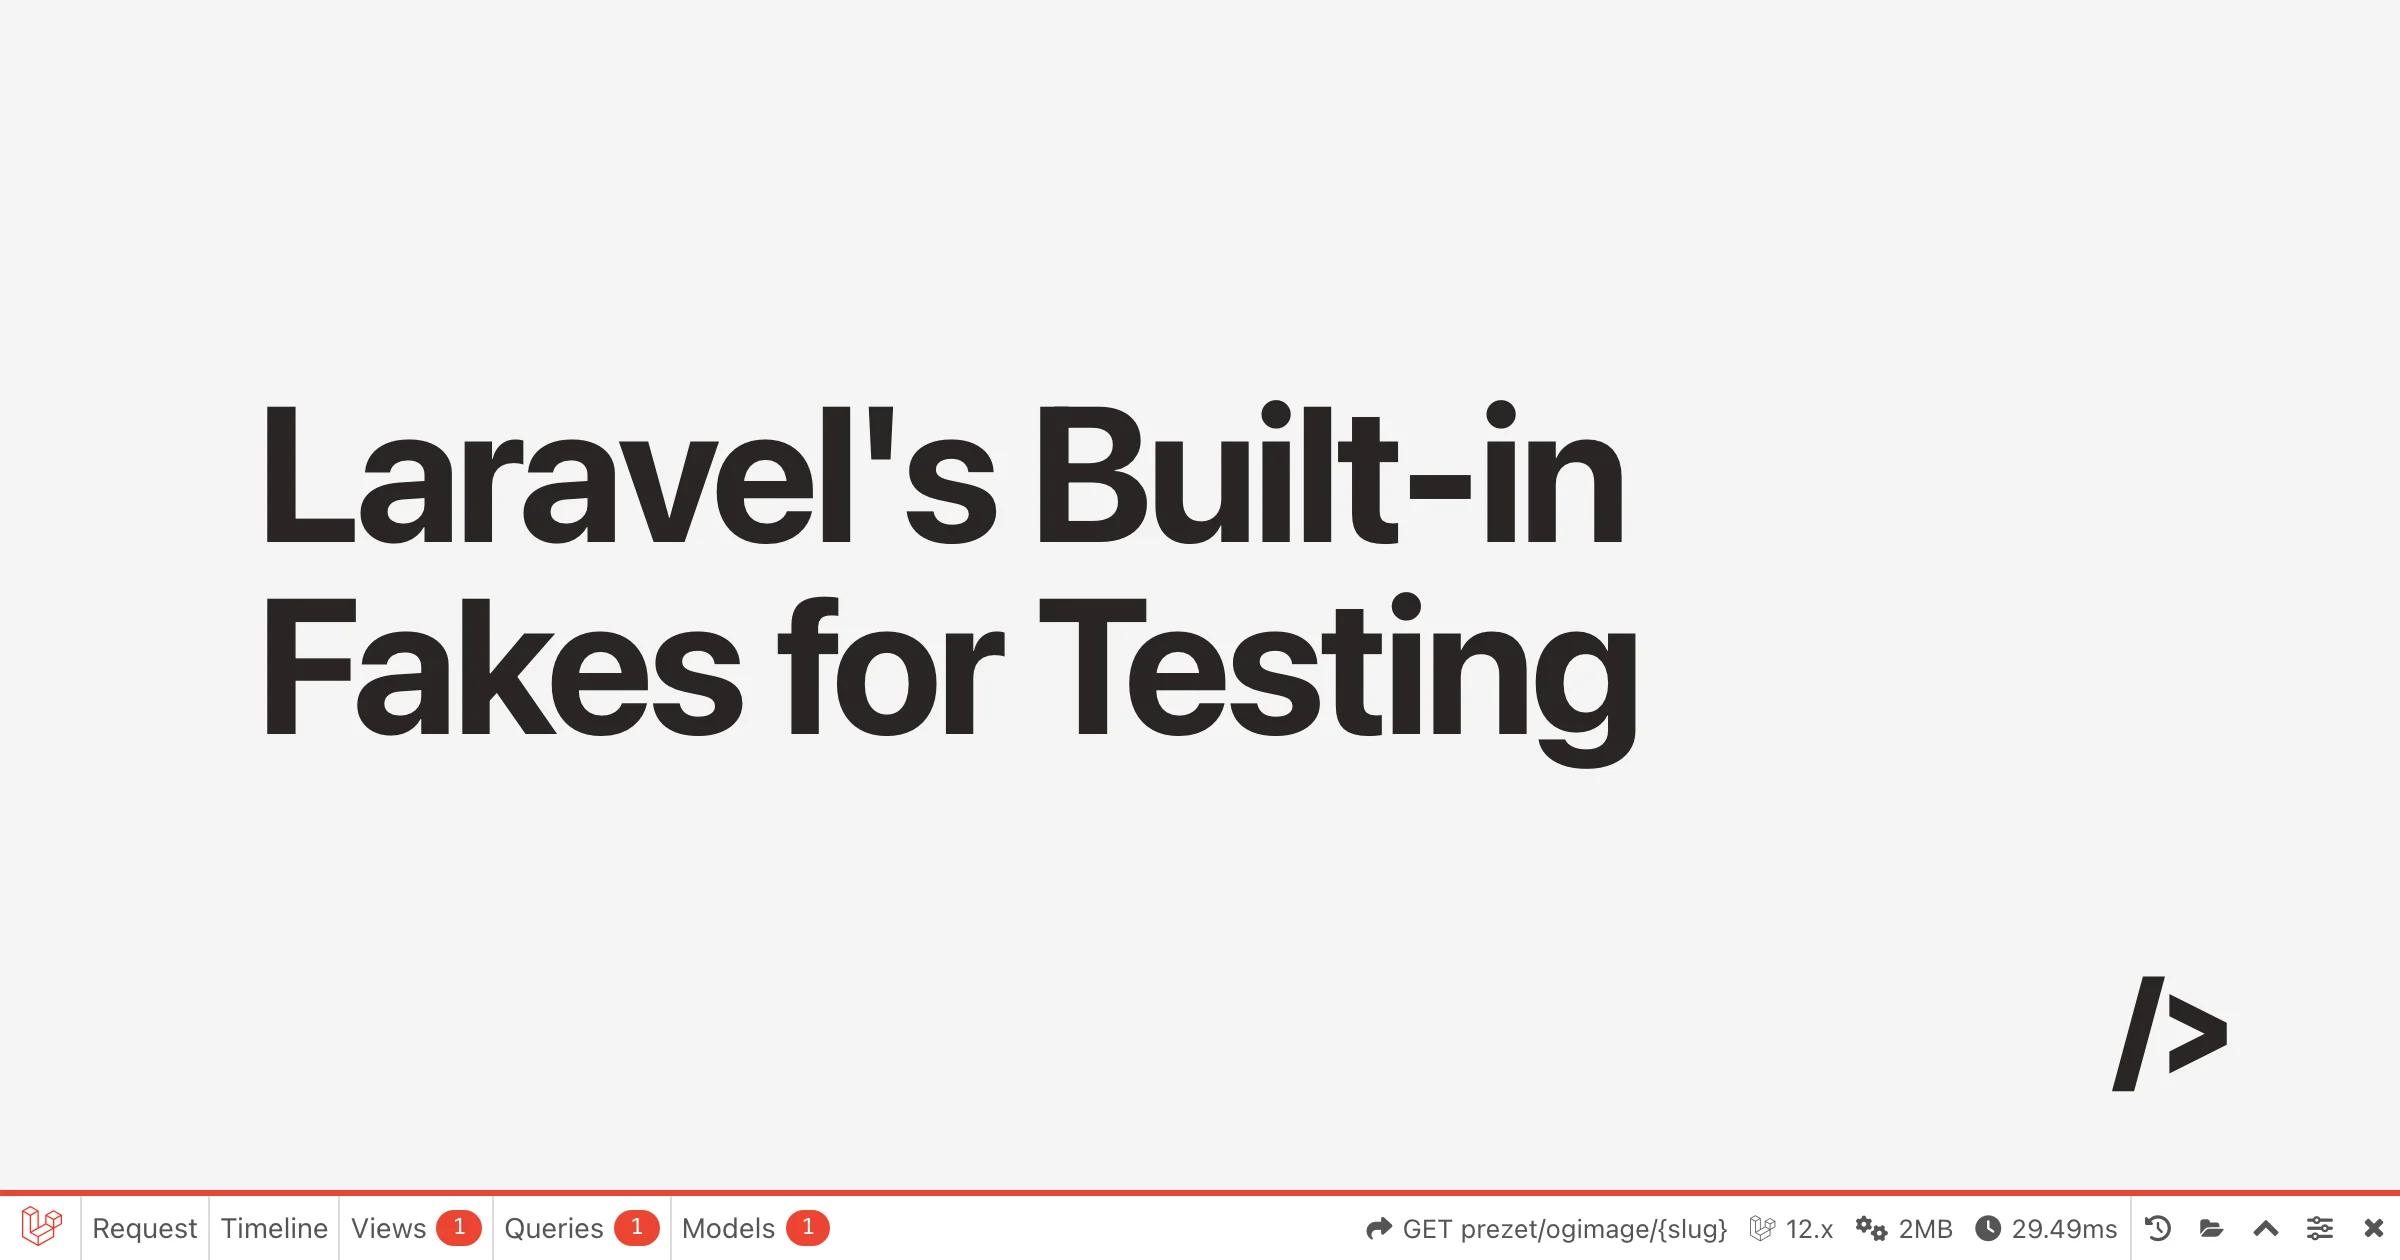 Laravel's Built-in
Fakes for Testing
/>
Request Timeline Views 1 Queries 1 Models 1 GET prezet/ogimage/{slug} 12.x 2MB 29.49ms